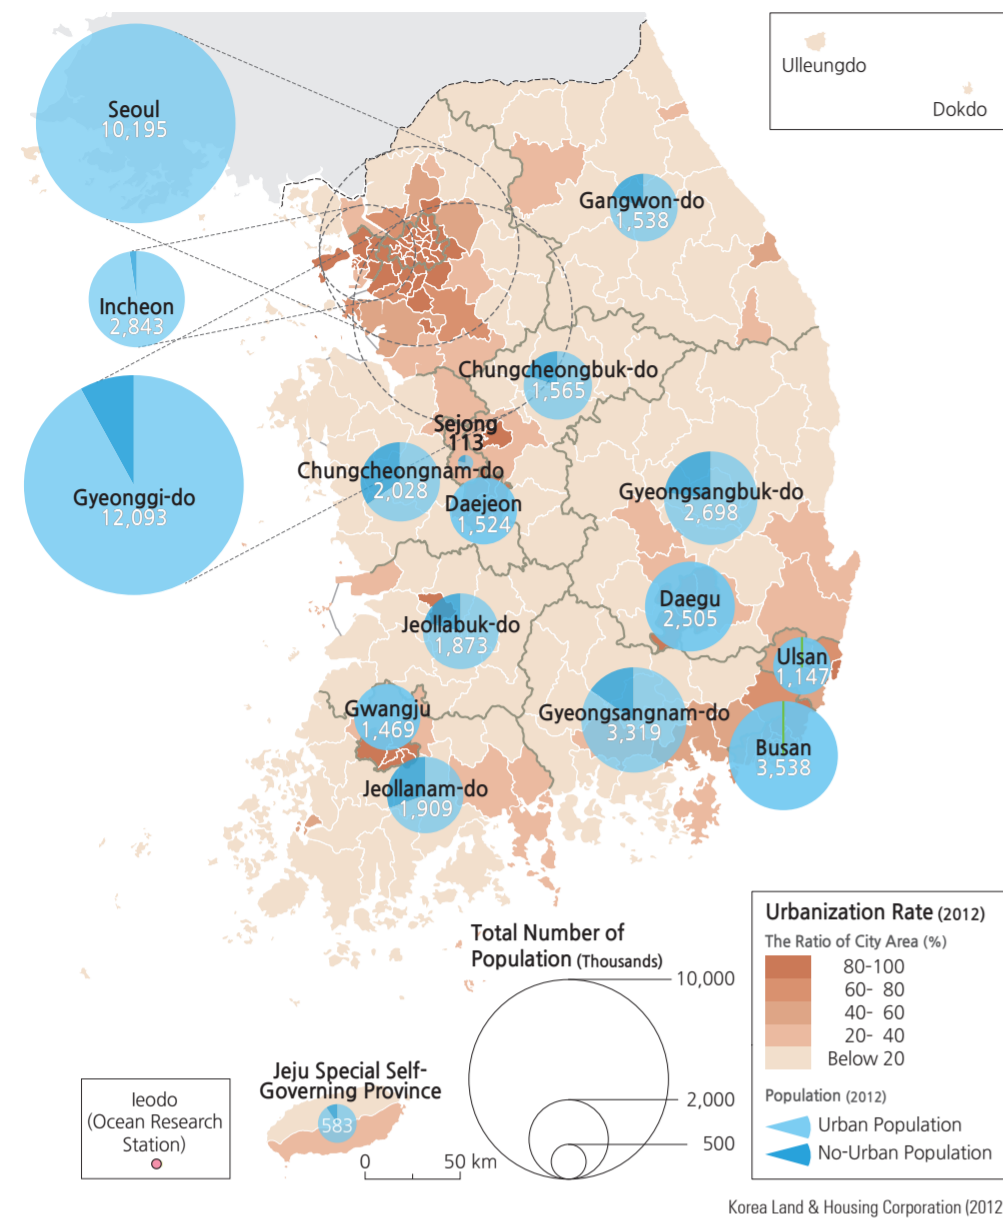 Ulleungdo
Dokdo
Seoul
10,195
Gangwon-do
1,538
Incheon
2,843
Chungcheongbuk-do
1,565
Gyeonggi-do
12,093
Sejong
113
Chungcheongnam-do
2,028
Daejeon
1,524
Gyeongsangbuk-do
2,698
Daegu
2,505
Jeollabuk-do
1,873
Ulsan
1,147
Gwangju
1,469
Gyeongsangnam-do
3,319
Busan
3,538
Jeollanam-do
1,909
Total Number of
Population (Thousands)
10,000
2,000
500
Jeju Special Self-
Governing Province
583
0 50 km
Ieodo
(Ocean Research
Station)
Urbanization Rate (2012)
The Ratio of City Area (%)
80-100
60- 80
40- 60
20- 40
Below 20
Population (2012)
Urban Population
No-Urban Population
Korea Land & Housing Corporation (2012